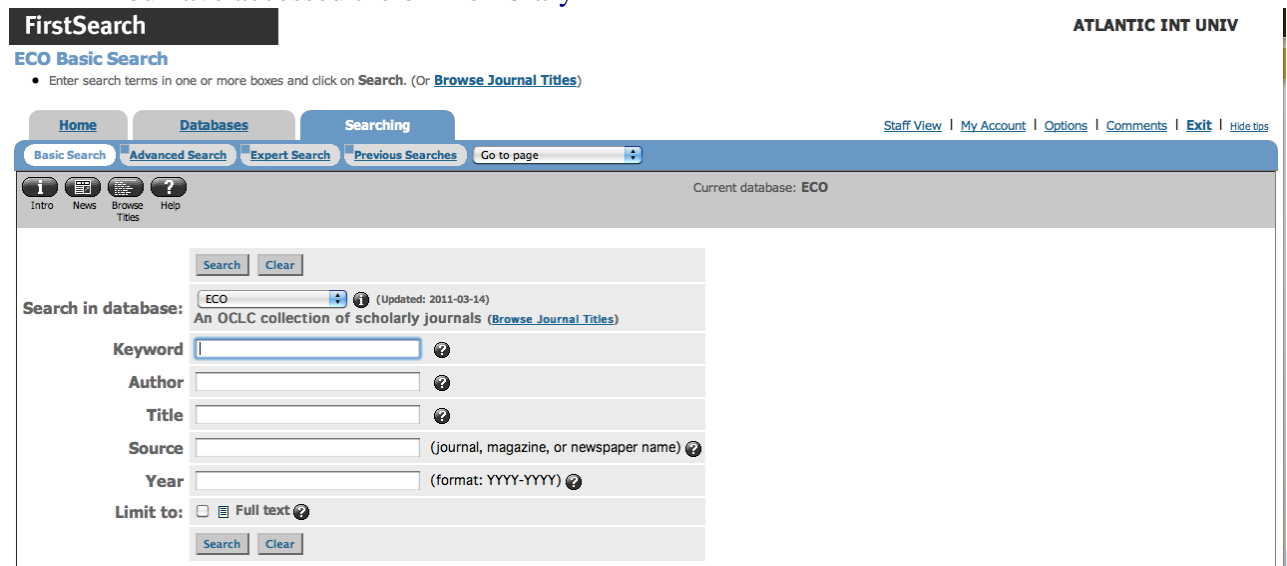 FirstSearch
ATLANTIC INT UNIV
ECO Basic Search
• Enter search terms in one or more boxes and click on Search. (Or Browse Journal Titles)
Home Databases Searching
Staff View | My Account | Options | Comments | Exit | Hide tips
Basic Search Advanced Search Expert Search Previous Searches Go to page
Intro News Browse Titles Help
Current database: ECO
Search Clear
Search in database: ECO (Updated: 2011-03-14)
An OCLC collection of scholarly journals (Browse Journal Titles)
Keyword
Author
Title
Source (journal, magazine, or newspaper name)
Year (format: YYYY-YYYY)
Limit to: Full text
Search Clear